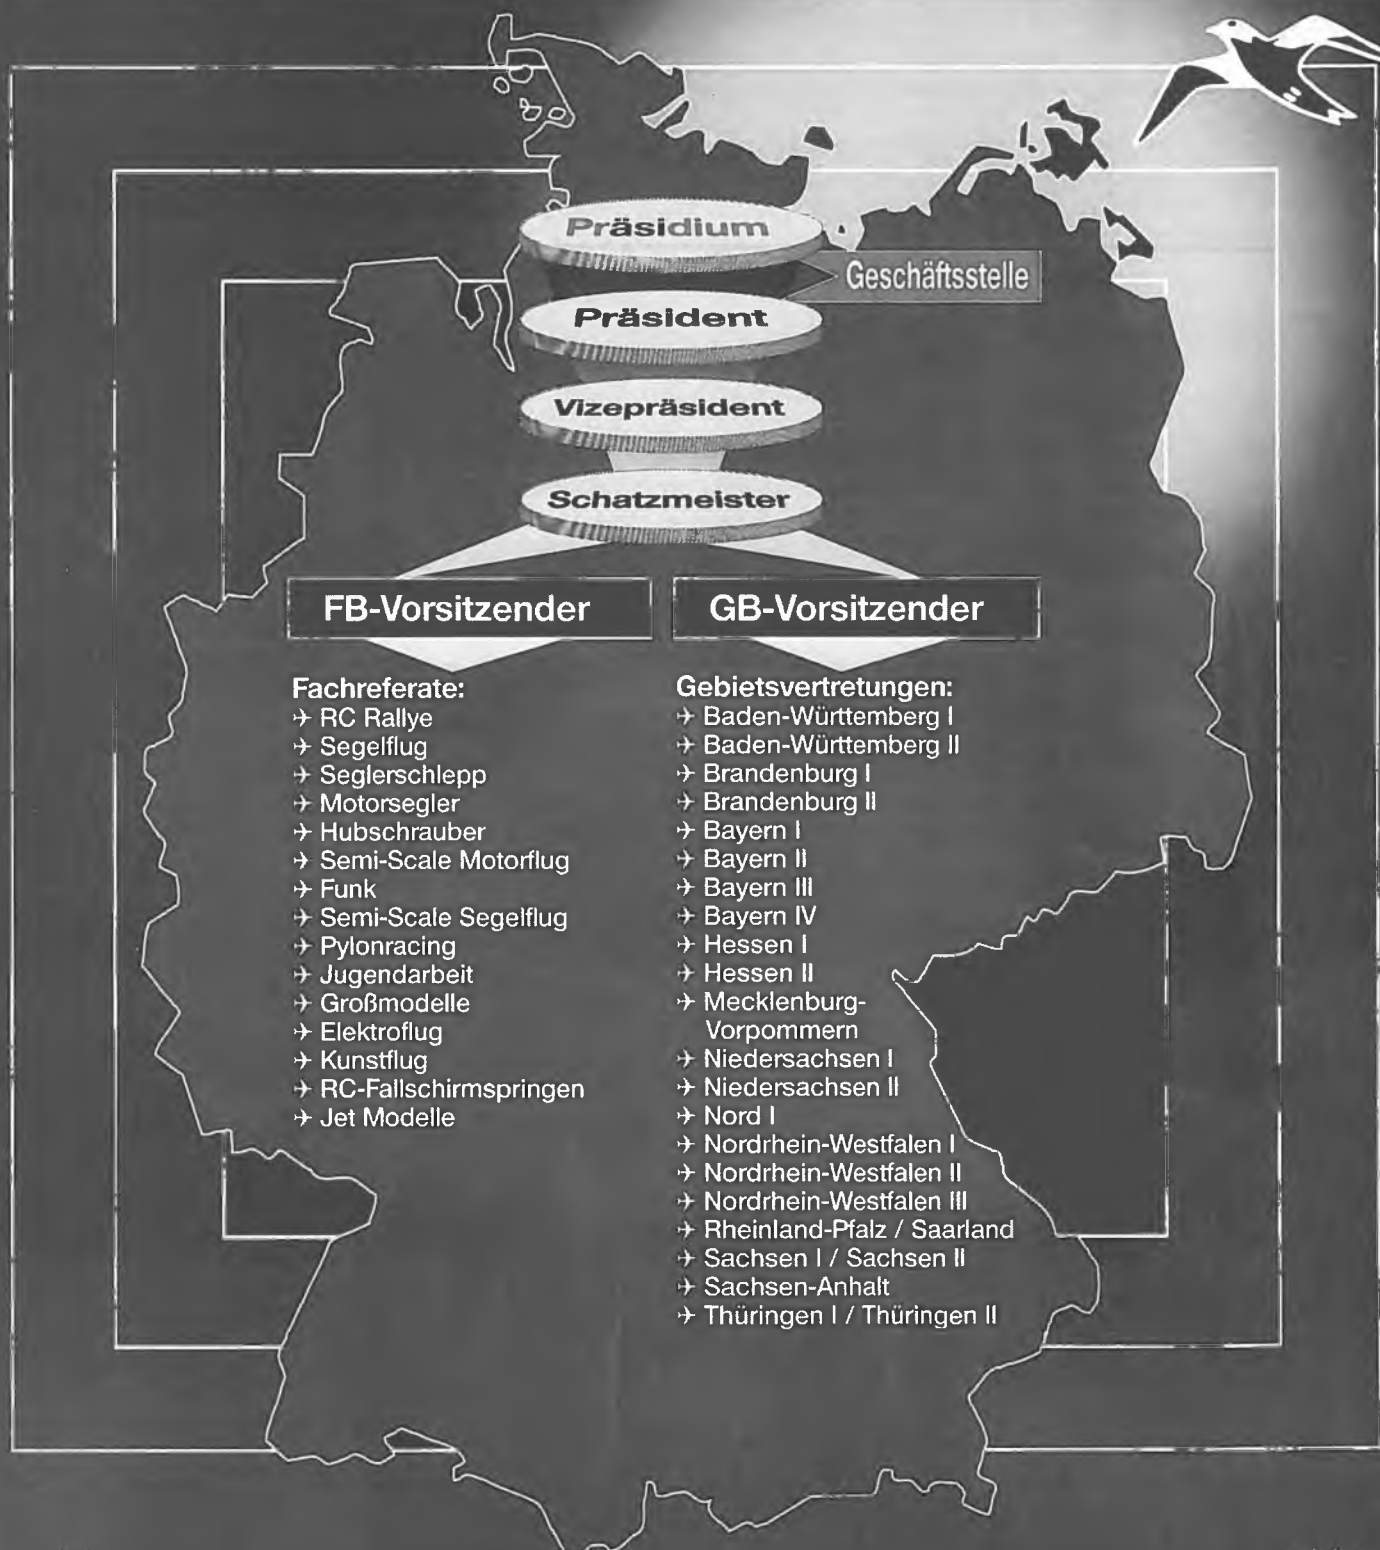 Präsidium
Geschäftsstelle
Präsident
Vizepräsident
Schatzmeister
FB-Vorsitzender
GB-Vorsitzender
Fachreferate:
RC Rallye
Segelflug
Seglerschlepp
Motorsegler
Hubschrauber
Semi-Scale Motorflug
Funk
Semi-Scale Segelflug
Pylonracing
Jugendarbeit
Großmodelle
Elektroflug
Kunstflug
RC-Fallschirmspringen
Jet Modelle
Gebietsvertretungen:
Baden-Württemberg I
Baden-Württemberg II
Brandenburg I
Brandenburg II
Bayern I
Bayern II
Bayern III
Bayern IV
Hessen I
Hessen II
Mecklenburg-
Vorpommern
Niedersachsen I
Niedersachsen II
Nord I
Nordrhein-Westfalen I
Nordrhein-Westfalen II
Nordrhein-Westfalen III
Rheinland-Pfalz / Saarland
Sachsen I / Sachsen II
Sachsen-Anhalt
Thüringen I / Thüringen II